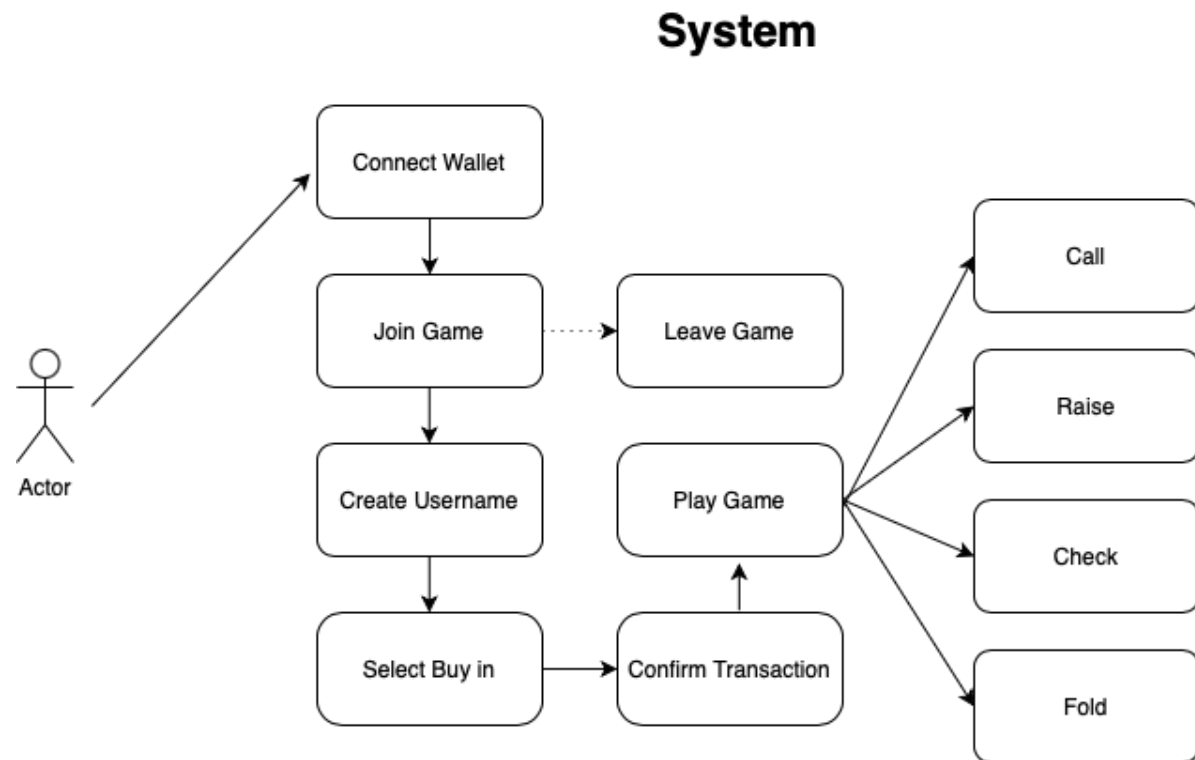 System
Connect Wallet
Join Game
Leave Game
Create Username
Play Game
Select Buy in
Confirm Transaction
Call
Raise
Check
Fold
Actor